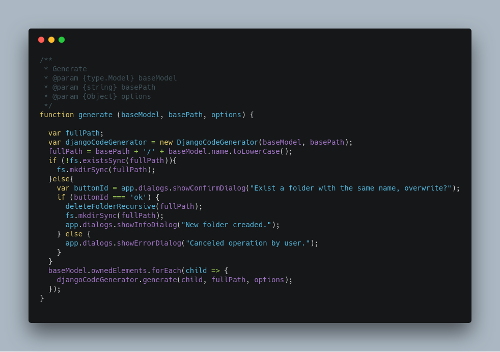 /**
 * Generate
 * @param {type.Model} baseModel
 * @param {string} basePath
 * @param {Object} options
 */
function generate (baseModel, basePath, options) {
  var fullPath;
  var djangoCodeGenerator = new DjangoCodeGenerator(baseModel, basePath);
  fullPath = basePath + '/' + baseModel.name.toLowerCase();
  if (!fs.existsSync(fullPath)){
    fs.mkdirSync(fullPath);
  }else{
    var buttonId = app.dialogs.showConfirmDialog("Exist a folder with the same name, overwrite?");
    if (buttonId === 'ok') {
      deleteFolderRecursive(fullPath);
      fs.mkdirSync(fullPath);
      app.dialogs.showInfoDialog("New folder creaded.");
    } else {
      app.dialogs.showErrorDialog("Canceled operation by user.");
    }
  }
  baseModel.ownedElements.forEach(child => {
    djangoCodeGenerator.generate(child, fullPath, options);
  });
}